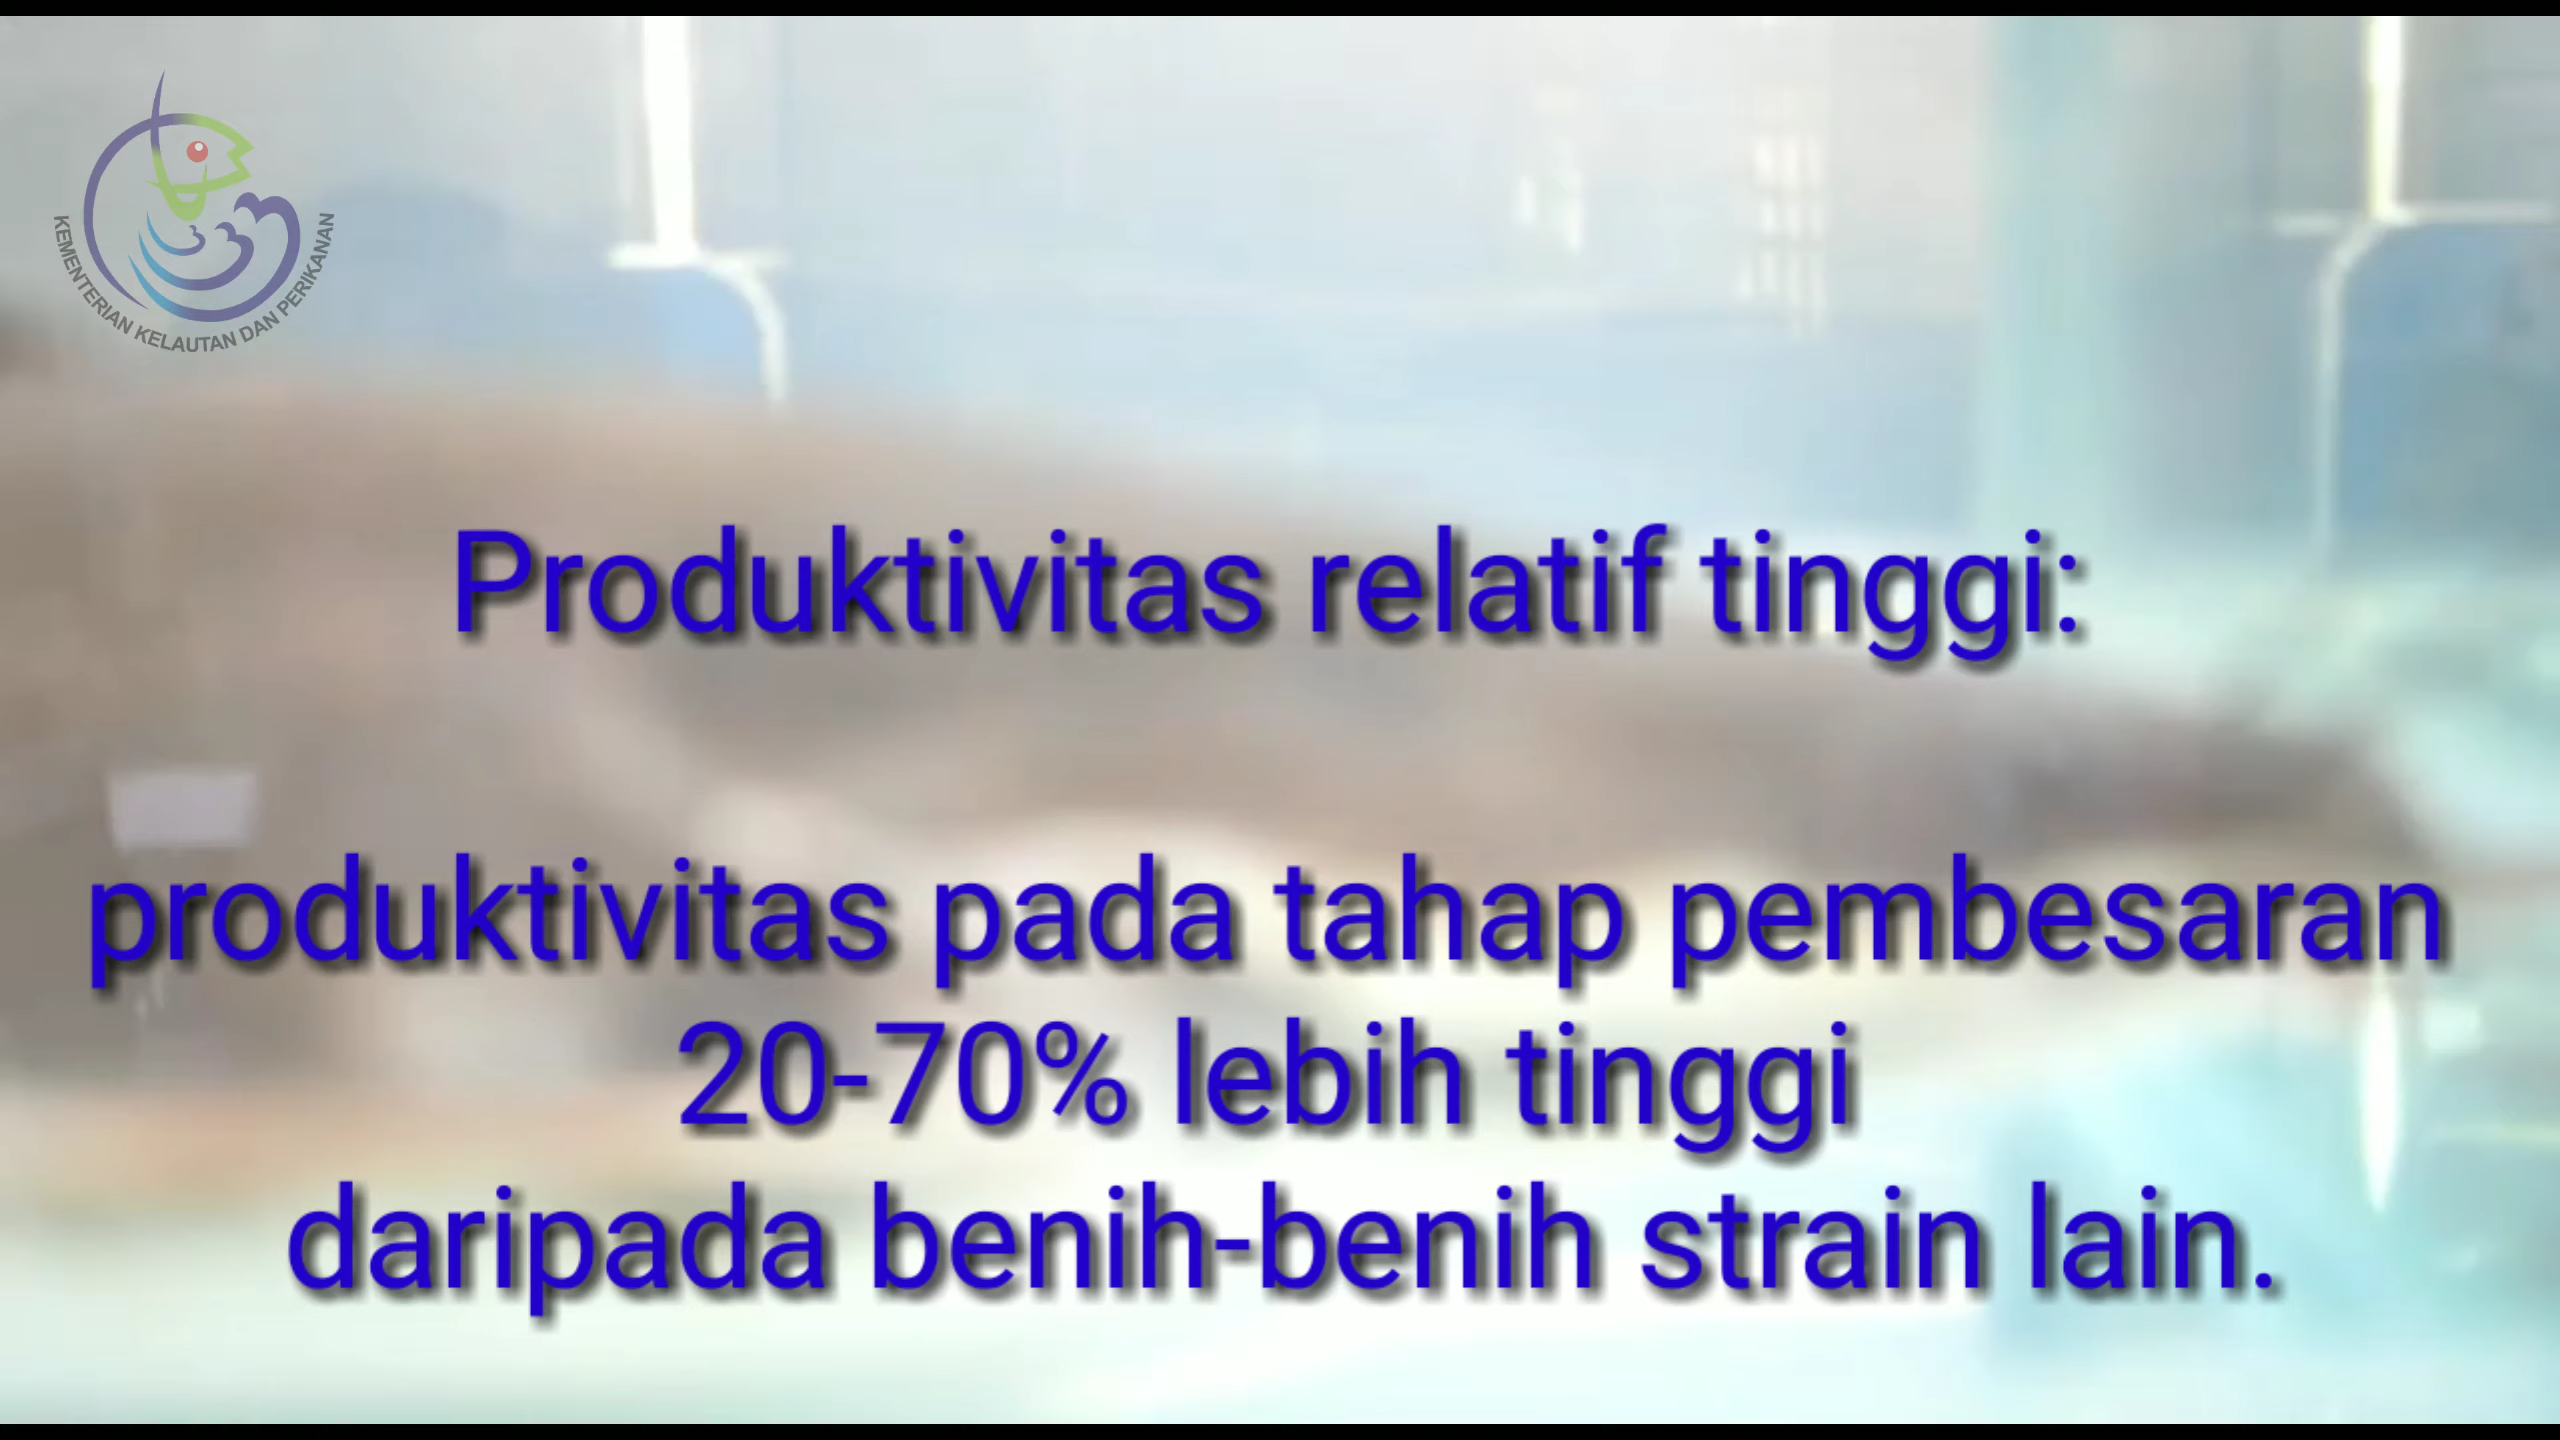 KEMENTERIAN KELAUTAN DAN PERIKANAN
Produktivitas relatif tinggi:
produktivitas pada tahap pembesaran
20-70% lebih tinggi
daripada benih-benih strain lain.